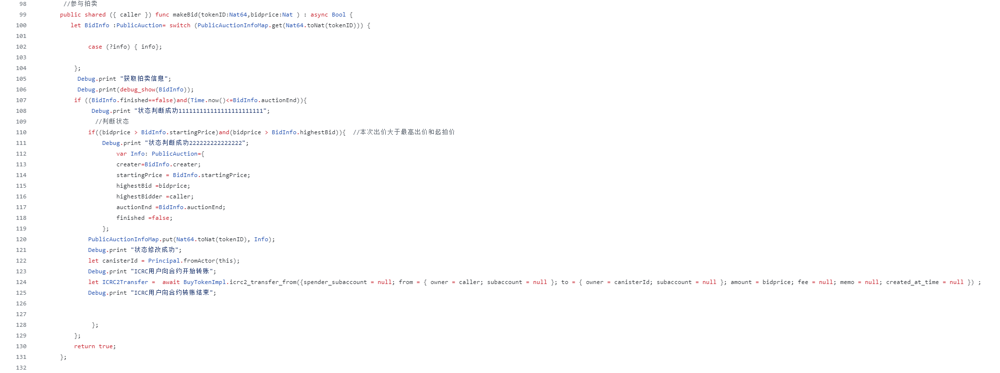 98 //参与拍卖
99 public shared ({ caller }) func makeBid(tokenID:Nat64,bidprice:Nat ) : async Bool {
100 let BidInfo :PublicAuction= switch (PublicAuctionInfoMap.get(Nat64.toNat(tokenID))) {
101
102 case (?info) { info};
103
104 };
105 Debug.print "获取拍卖信息";
106 Debug.print(debug_show(BidInfo));
107 if ((BidInfo.finished==false)and(Time.now()<=BidInfo.auctionEnd)){
108 Debug.print "状态判断成功111111111111111111111111";
109 //判断状态
110 if((bidprice > BidInfo.startingPrice)and(bidprice > BidInfo.highestBid)){ //本次出价大于最高出价和起拍价
111 Debug.print "状态判断成功222222222222222";
112 var Info: PublicAuction={
113 creater=BidInfo.creater;
114 startingPrice = BidInfo.startingPrice;
115 highestBid =bidprice;
116 highestBidder =caller;
117 auctionEnd =BidInfo.auctionEnd;
118 finished =false;
119 };
120 PublicAuctionInfoMap.put(Nat64.toNat(tokenID), Info);
121 Debug.print "状态修改成功";
122 let canisterId = Principal.fromActor(this);
123 Debug.print "ICRC用户向合约开始转账";
124 let ICRC2Transfer = await BuyTokenImpl.icrc2_transfer_from({spender_subaccount = null; from = { owner = caller; subaccount = null }; to = { owner = canisterId; subaccount = null }; amount = bidprice; fee = null; memo = null; created_at_time = null }) ;
125 Debug.print "ICRC用户向合约转账结束";
126
127
128 };
129 };
130 return true;
131 };
132